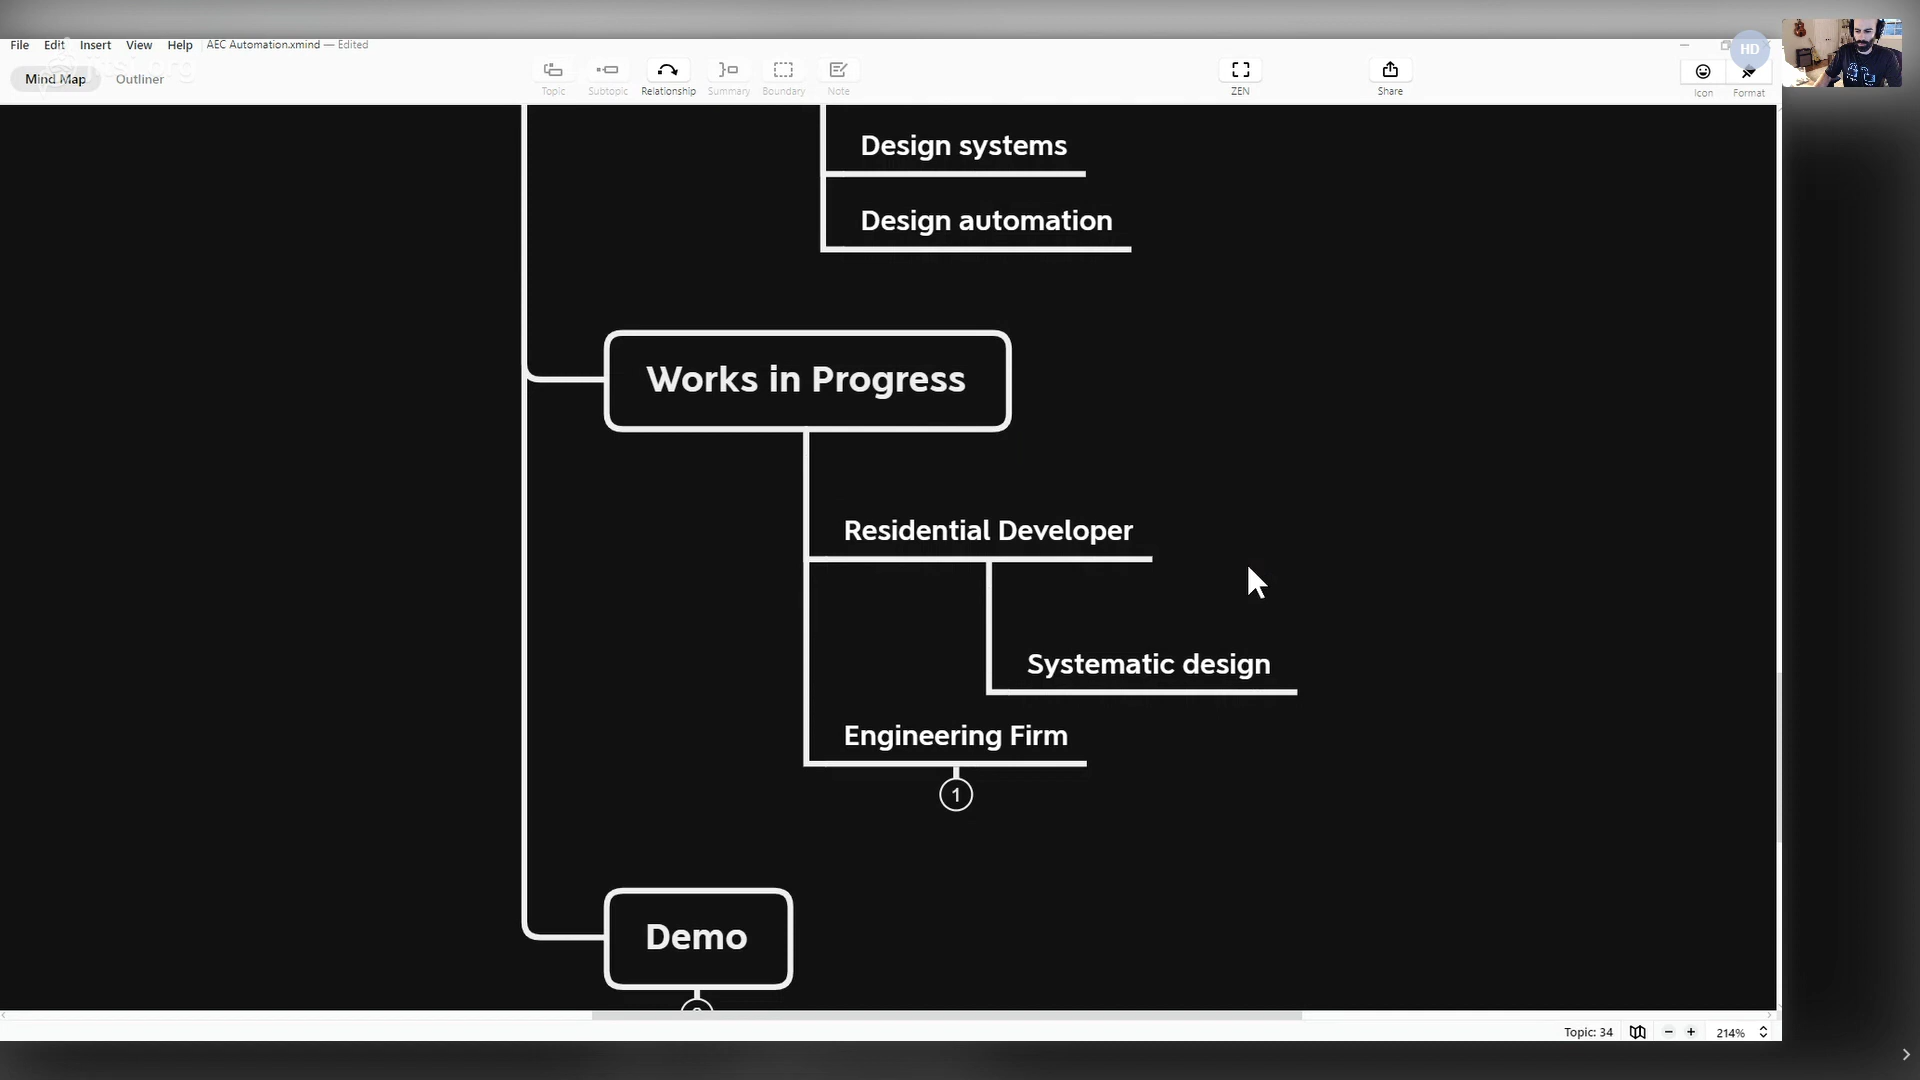 File Edit Insert View Help AEC Automation.xmind — Edited
Mind Map Outliner
Topic Subtopic Relationship Summary Boundary Note ZEN Share Icon Format
HD
Design systems
Design automation
Works in Progress
Residential Developer
Systematic design
Engineering Firm
1
Demo
Topic: 34
214%